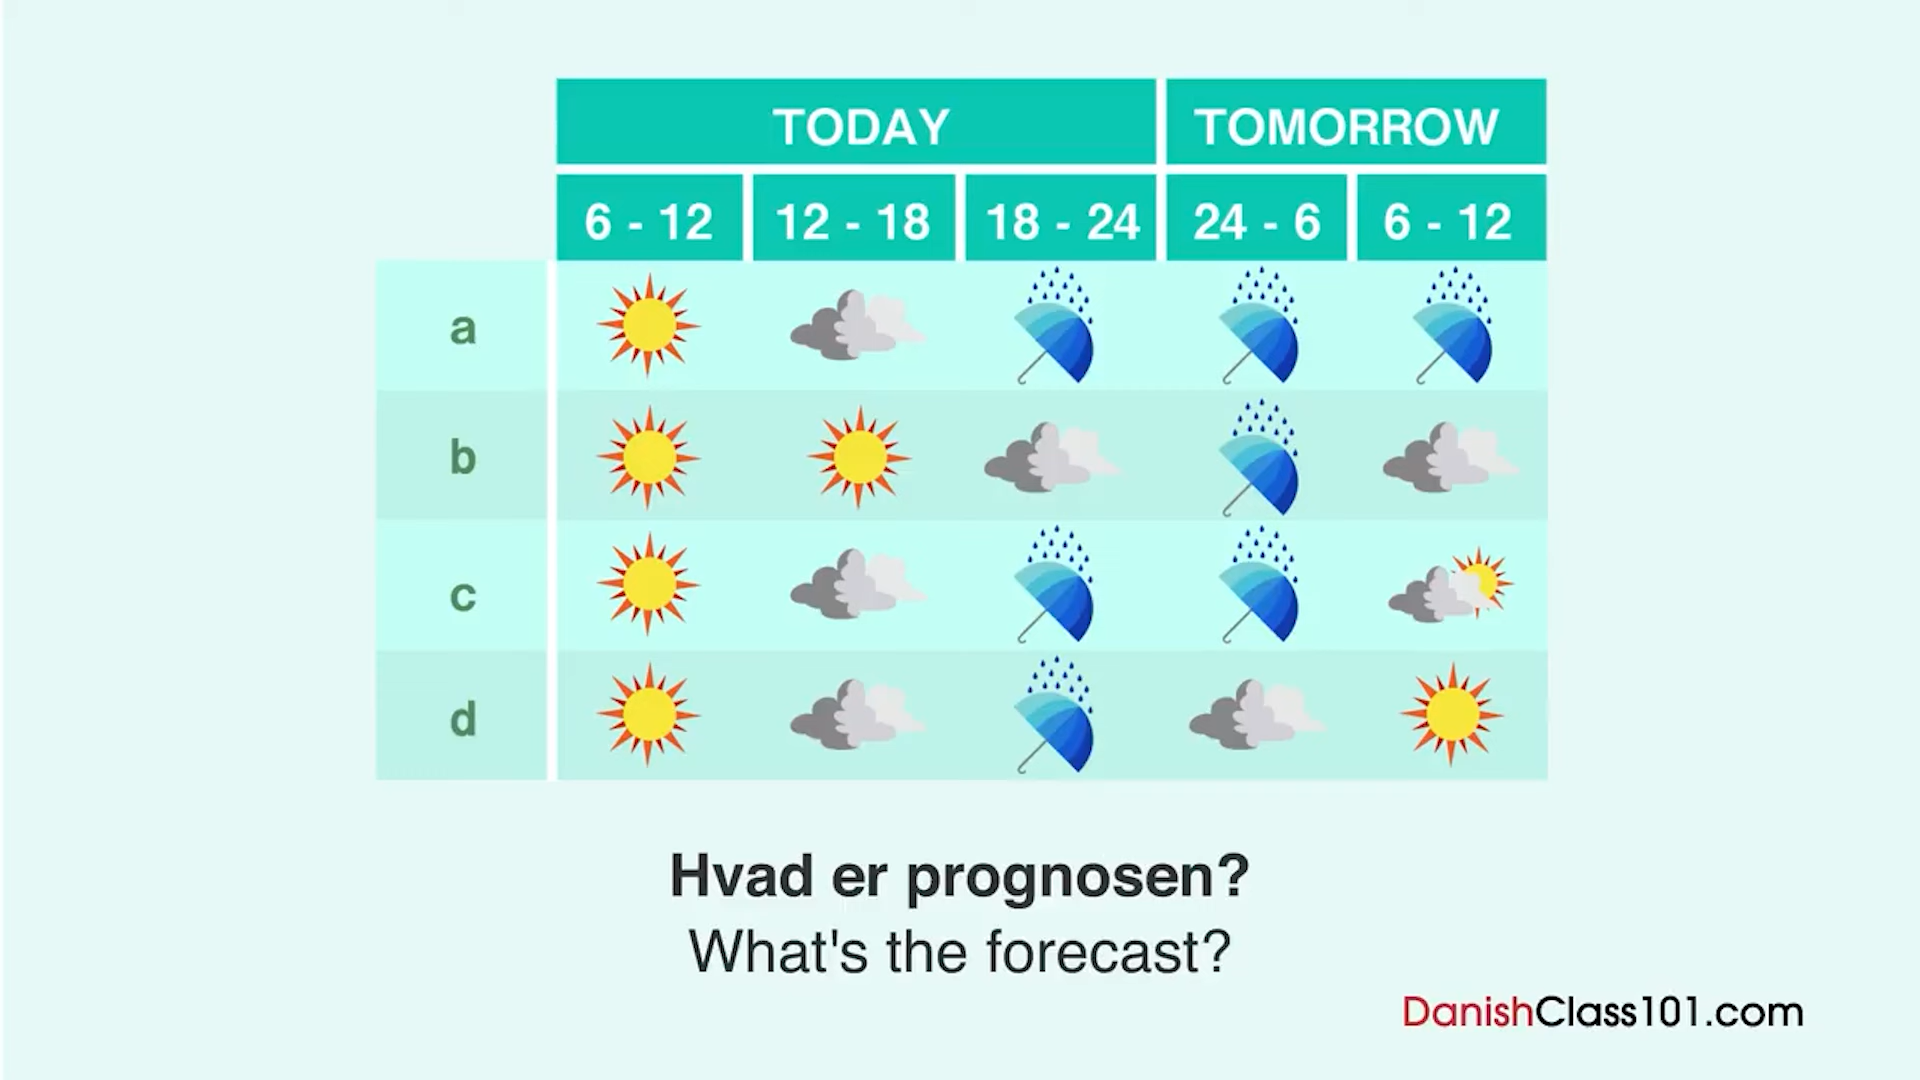 TODAY TOMORROW
6 - 12 12 - 18 18 - 24 24 - 6 6 - 12
a
b
c
d
Hvad er prognosen?
What's the forecast?
DanishClass101.com